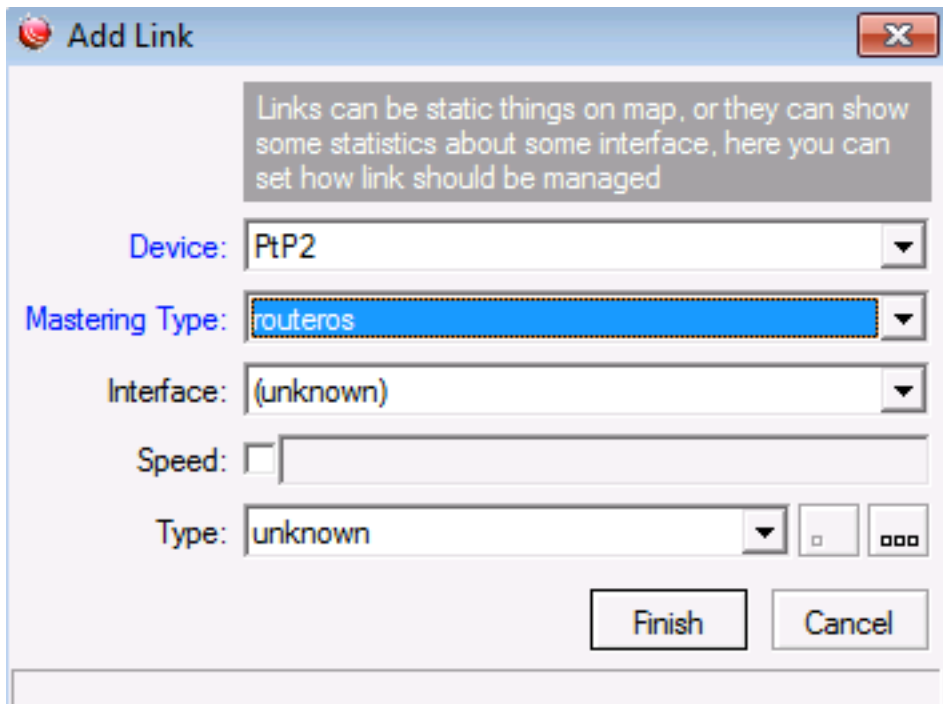 Add Link
Links can be static things on map, or they can show
some statistics about some interface, here you can
set how link should be managed
Device: PtP2
Mastering Type: routeros
Interface: (unknown)
Speed:
Type: unknown
Finish Cancel